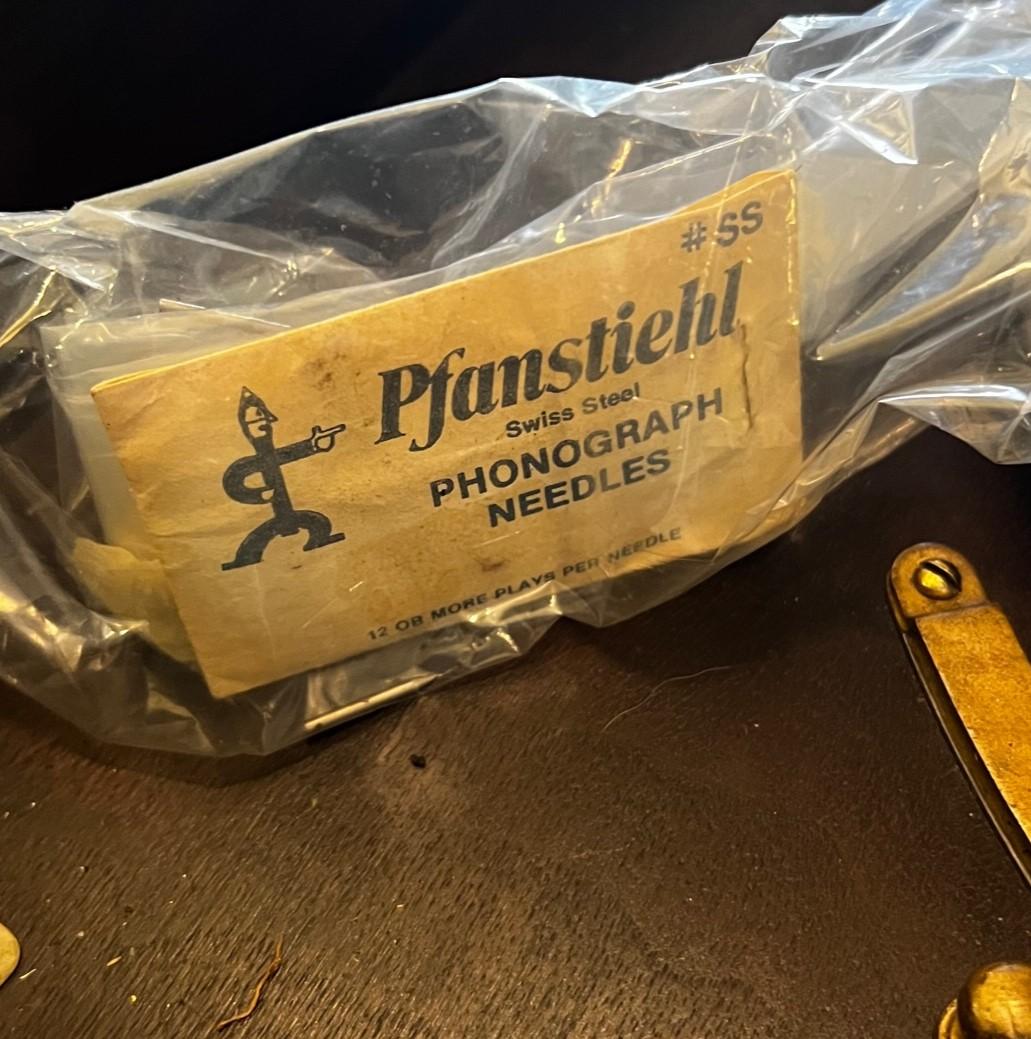 #SS
Pfanstiehl
Swiss Steel
PHONOGRAPH
NEEDLES
12 OR MORE PLAYS PER NEEDLE